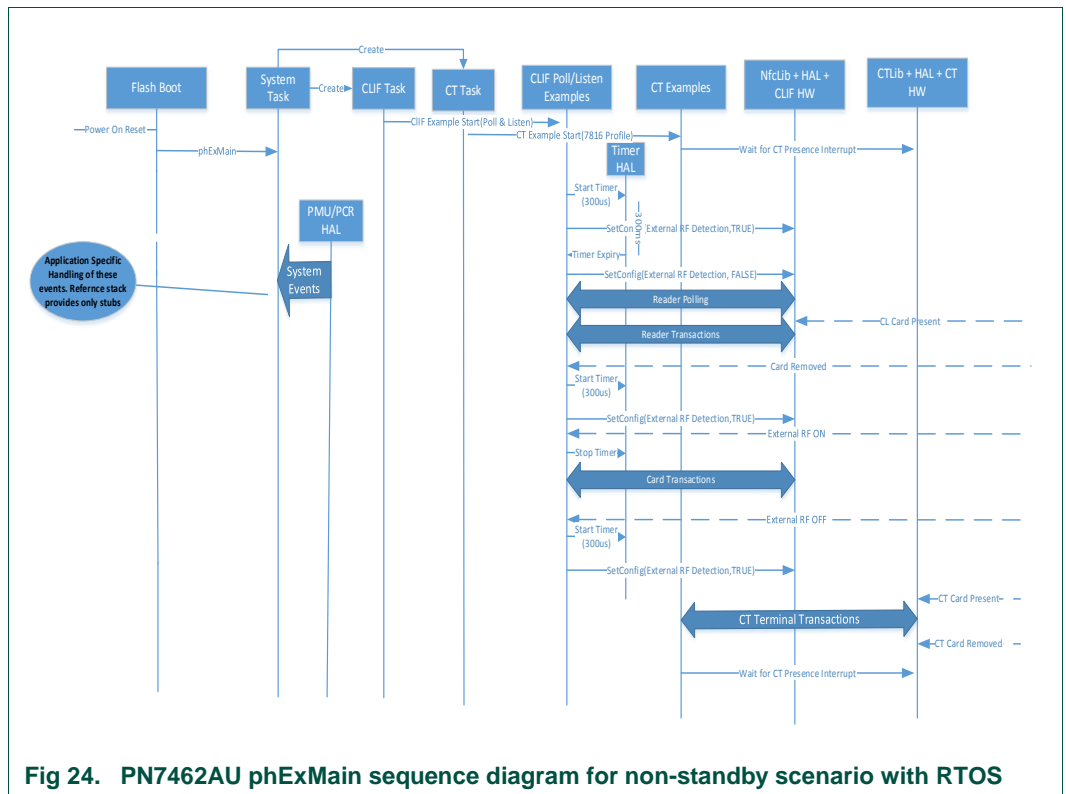 Create
Flash Boot
System
Task
Create
CLIF Task
CT Task
CLIF Poll/Listen
Examples
CT Examples
NfcLib + HAL +
CLIF HW
CTLib + HAL + CT
HW
Power On Reset
ClIF Example Start(Poll & Listen)
CT Example Start(7816 Profile)
phExMain
Wait for CT Presence Interrupt
Timer
HAL
Start Timer
(300us)
300ms
PMU/PCR
HAL
SetConfig(External RF Detection,TRUE)
Timer Expiry
Application Specific
Handling of these
events. Refernce stack
provides only stubs
System
Events
SetConfig(External RF Detection, FALSE)
Reader Polling
CL Card Present
Reader Transactions
Card Removed
Start Timer
(300us)
SetConfig(External RF Detection,TRUE)
External RF ON
Stop Timer
Card Transactions
External RF OFF
Start Timer
(300us)
SetConfig(External RF Detection,TRUE)
CT Card Present
CT Terminal Transactions
CT Card Removed
Wait for CT Presence Interrupt
Fig 24. PN7462AU phExMain sequence diagram for non-standby scenario with RTOS